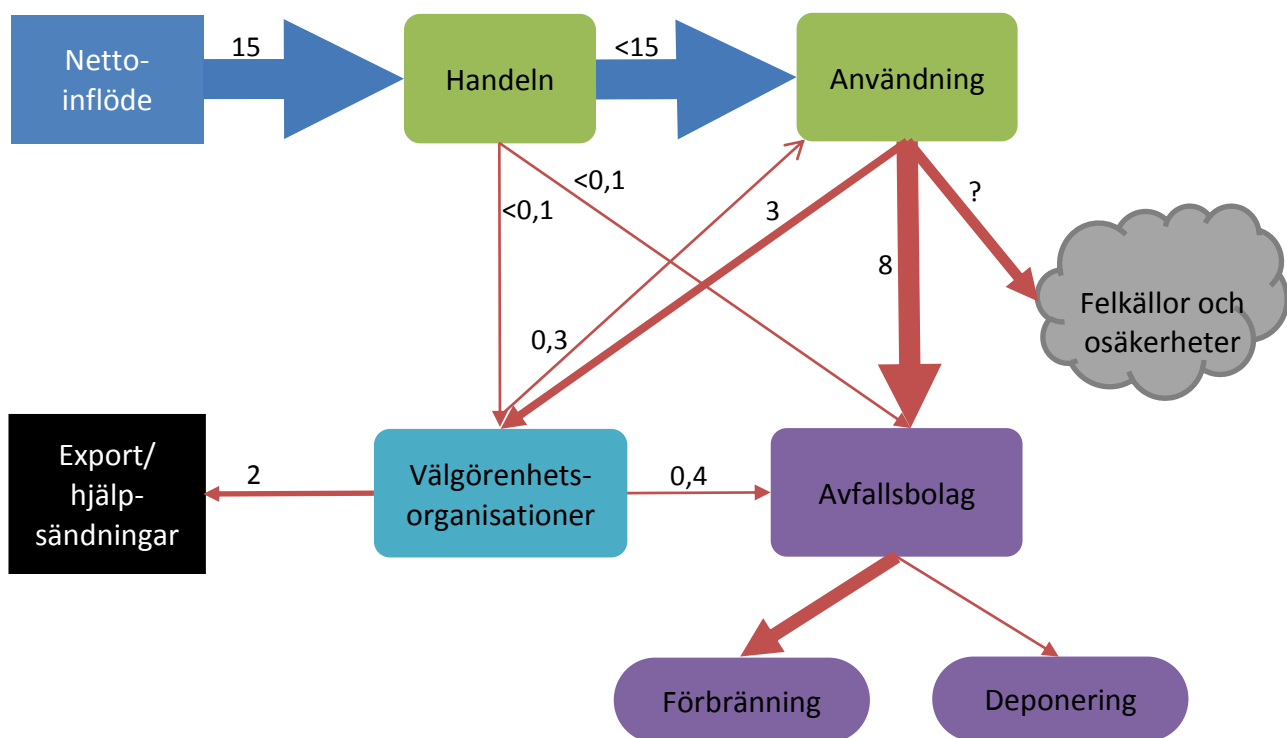 Netto-
inflöde
15
Handeln
<15
Användning
<0,1
<0,1
3
?
8
0,3
Felkällor och
osäkerheter
Export/
hjälp-
sändningar
2
Välgörenhets-
organisationer
0,4
Avfallsbolag
Förbränning
Deponering